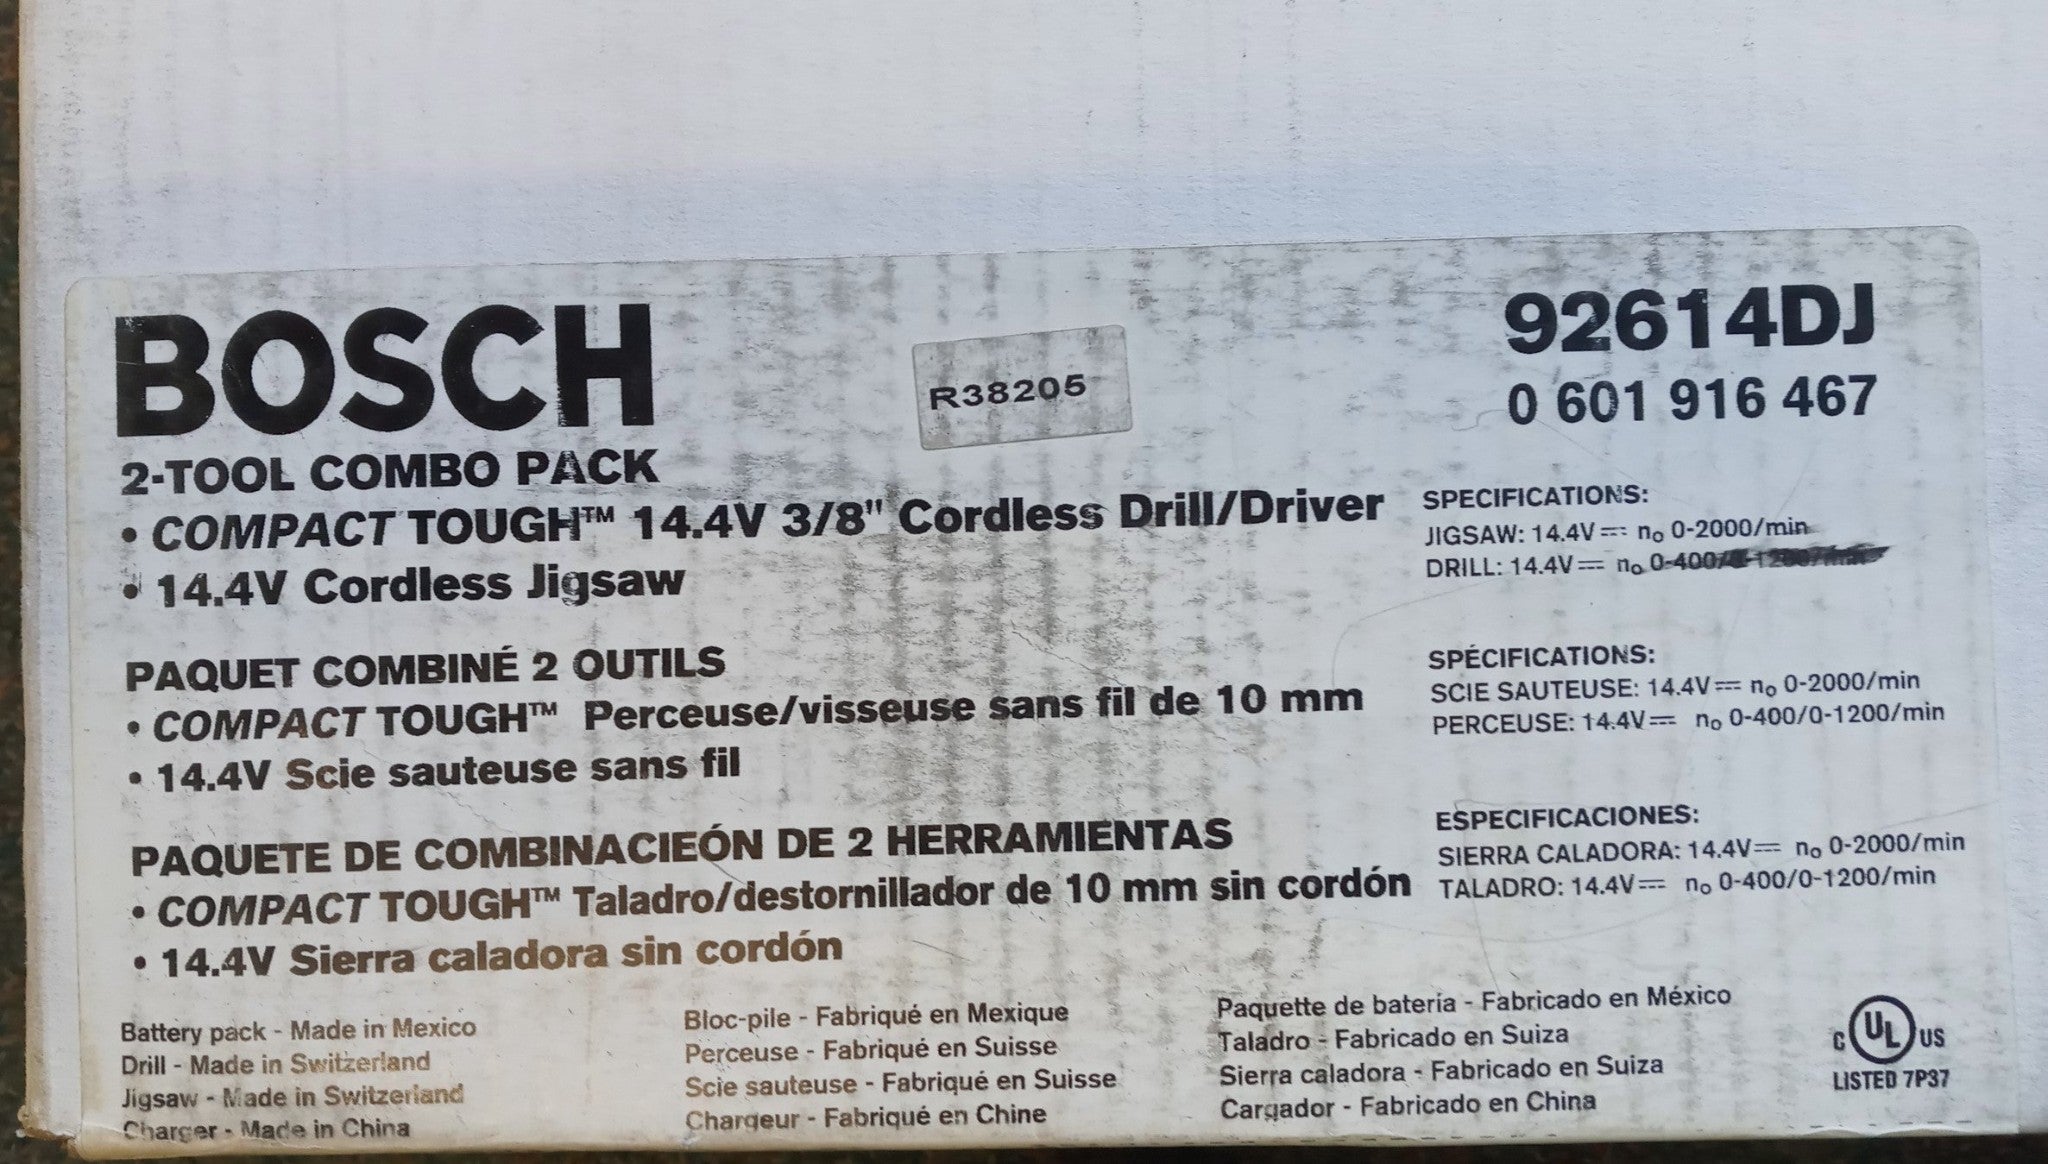 BOSCH
R38205
92614DJ
0 601 916 467
2-TOOL COMBO PACK
• COMPACT TOUGH™ 14.4V 3/8" Cordless Drill/Driver
• 14.4V Cordless Jigsaw
SPECIFICATIONS:
JIGSAW: 14.4V⎓ n₀ 0-2000/min
DRILL: 14.4V⎓ n₀ 0-400/0-1200/min
PAQUET COMBINÉ 2 OUTILS
• COMPACT TOUGH™ Perceuse/visseuse sans fil de 10 mm
• 14.4V Scie sauteuse sans fil
SPÉCIFICATIONS:
SCIE SAUTEUSE: 14.4V⎓ n₀ 0-2000/min
PERCEUSE: 14.4V⎓ n₀ 0-400/0-1200/min
PAQUETE DE COMBINACIEÓN DE 2 HERRAMIENTAS
• COMPACT TOUGH™ Taladro/destornillador de 10 mm sin cordón
• 14.4V Sierra caladora sin cordón
ESPECIFICACIONES:
SIERRA CALADORA: 14.4V⎓ n₀ 0-2000/min
TALADRO: 14.4V⎓ n₀ 0-400/0-1200/min
Battery pack - Made in Mexico
Drill - Made in Switzerland
Jigsaw - Made in Switzerland
Charger - Made in China
Bloc-pile - Fabriqué en Mexique
Perceuse - Fabriqué en Suisse
Scie sauteuse - Fabriqué en Suisse
Chargeur - Fabriqué en Chine
Paquette de batería - Fabricado en México
Taladro - Fabricado en Suiza
Sierra caladora - Fabricado en Suiza
Cargador - Fabricado en China
C UL US
LISTED 7P37